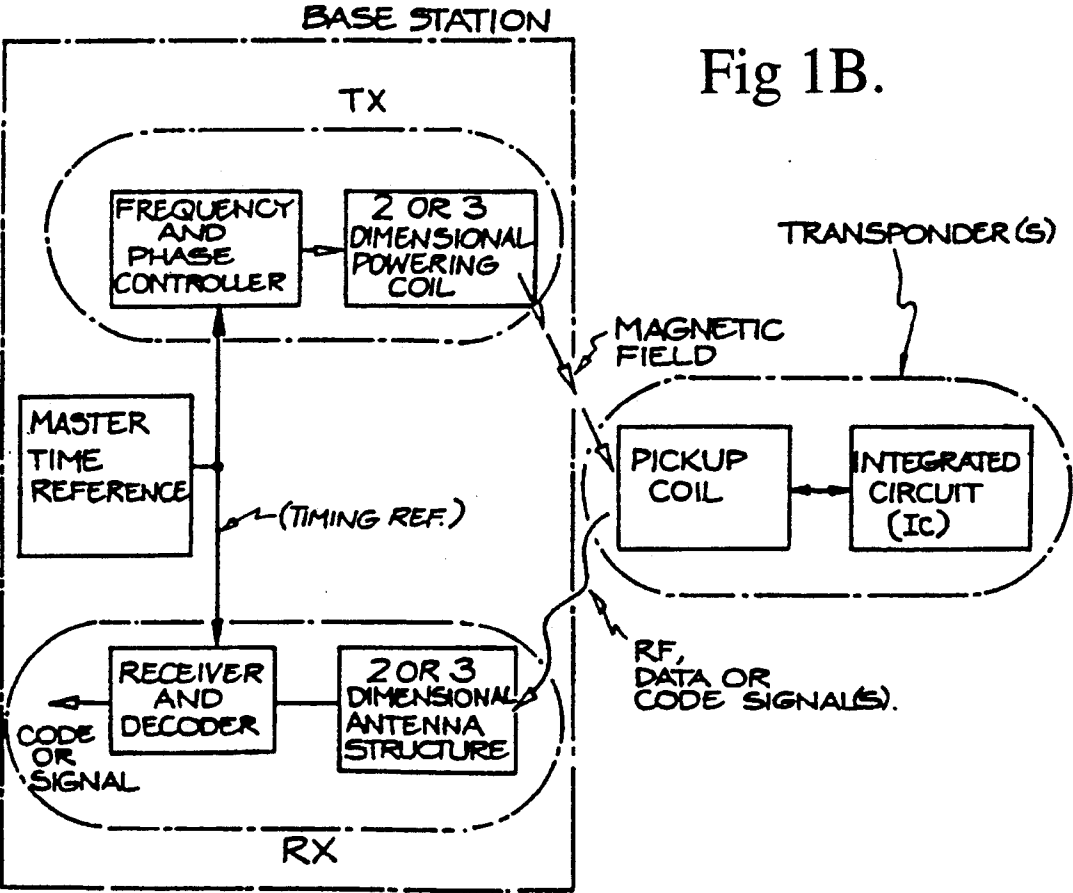 BASE STATION
Fig 1B.
TX
FREQUENCY
AND
PHASE
CONTROLLER
2 OR 3
DIMENSIONAL
POWERING
COIL
TRANSPONDER(S)
MAGNETIC
FIELD
MASTER
TIME
REFERENCE
(TIMING REF.)
PICKUP
COIL
INTEGRATED
CIRCUIT
(IC)
RECEIVER
AND
DECODER
2 OR 3
DIMENSIONAL
ANTENNA
STRUCTURE
RF,
DATA OR
CODE SIGNAL(S).
CODE
OR
SIGNAL
RX